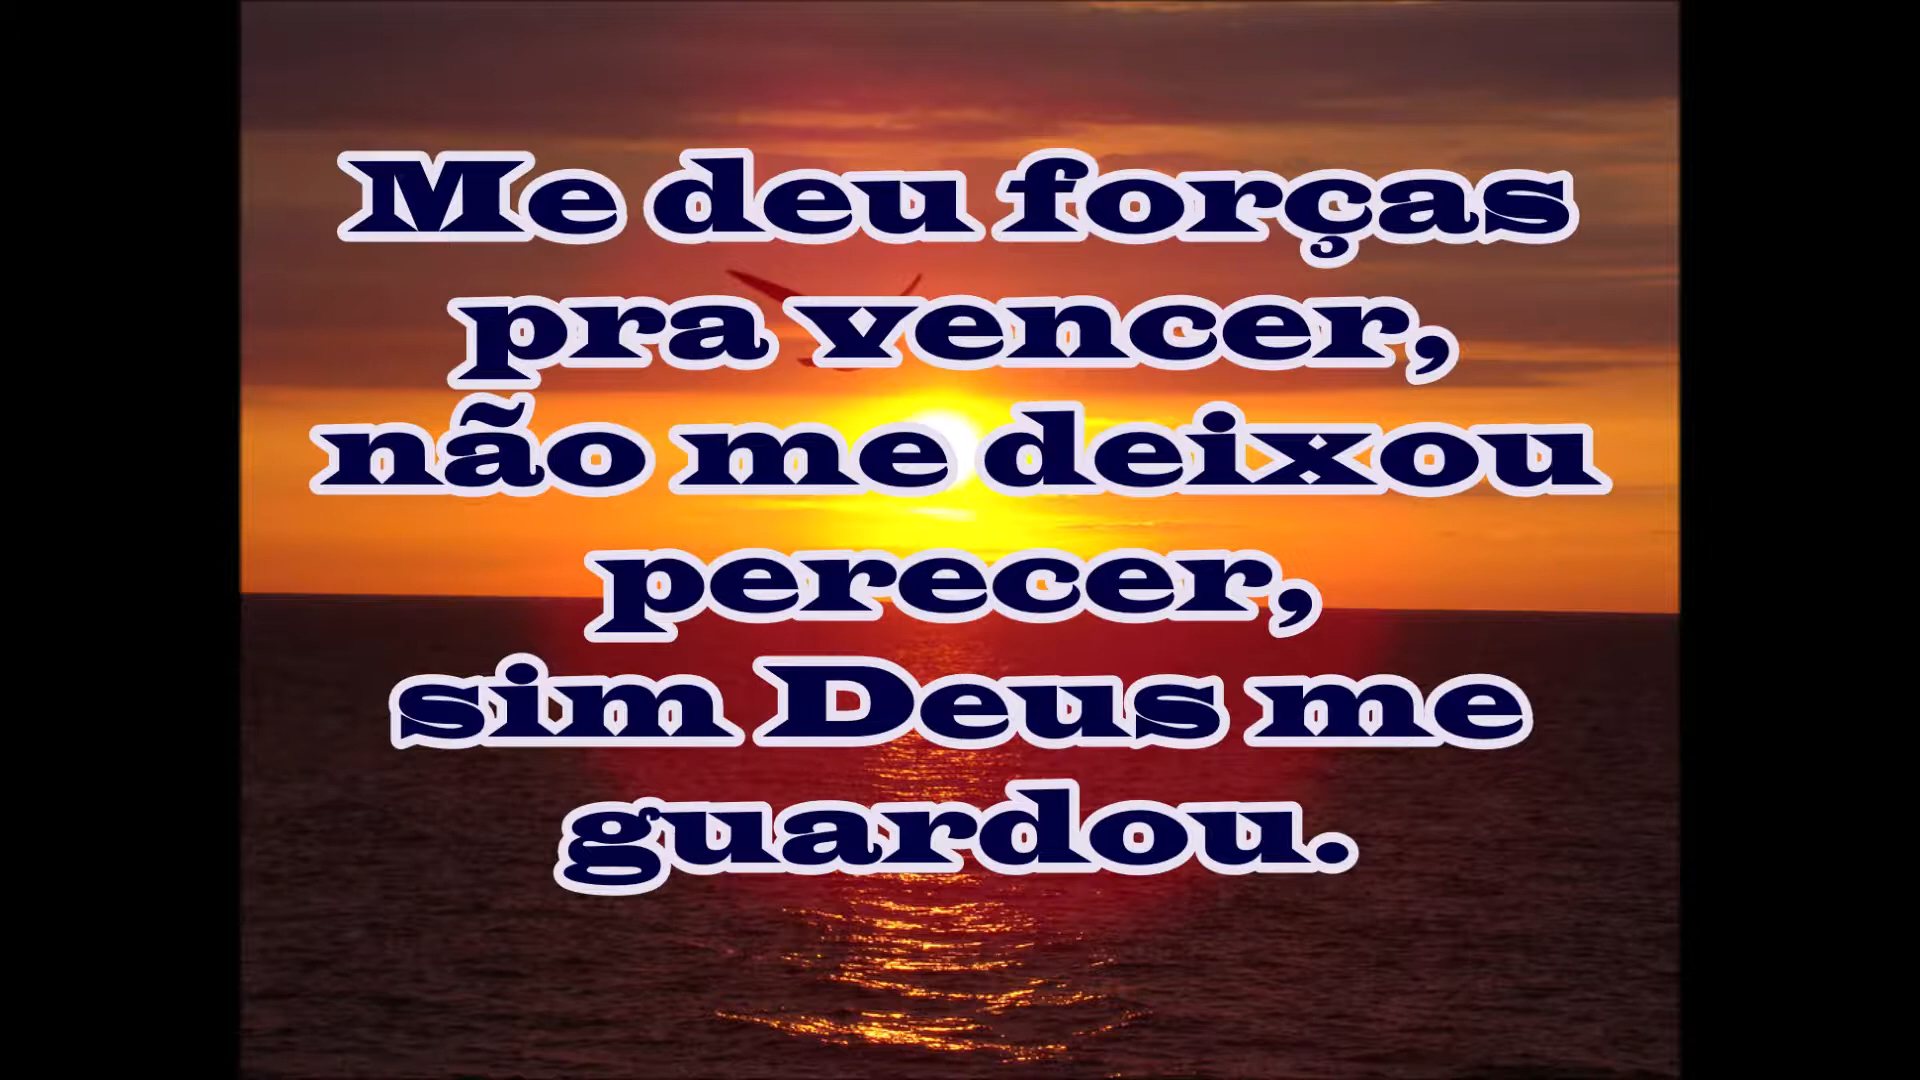 Me deu forças
pra vencer,
não me deixou
perecer,
sim Deus me
guardou.